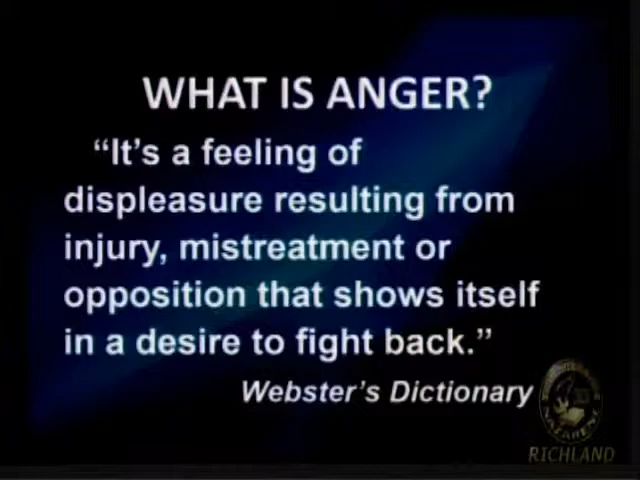 WHAT IS ANGER?
“It’s a feeling of
displeasure resulting from
injury, mistreatment or
opposition that shows itself
in a desire to fight back.”
Webster’s Dictionary
NAZARENE
RICHLAND